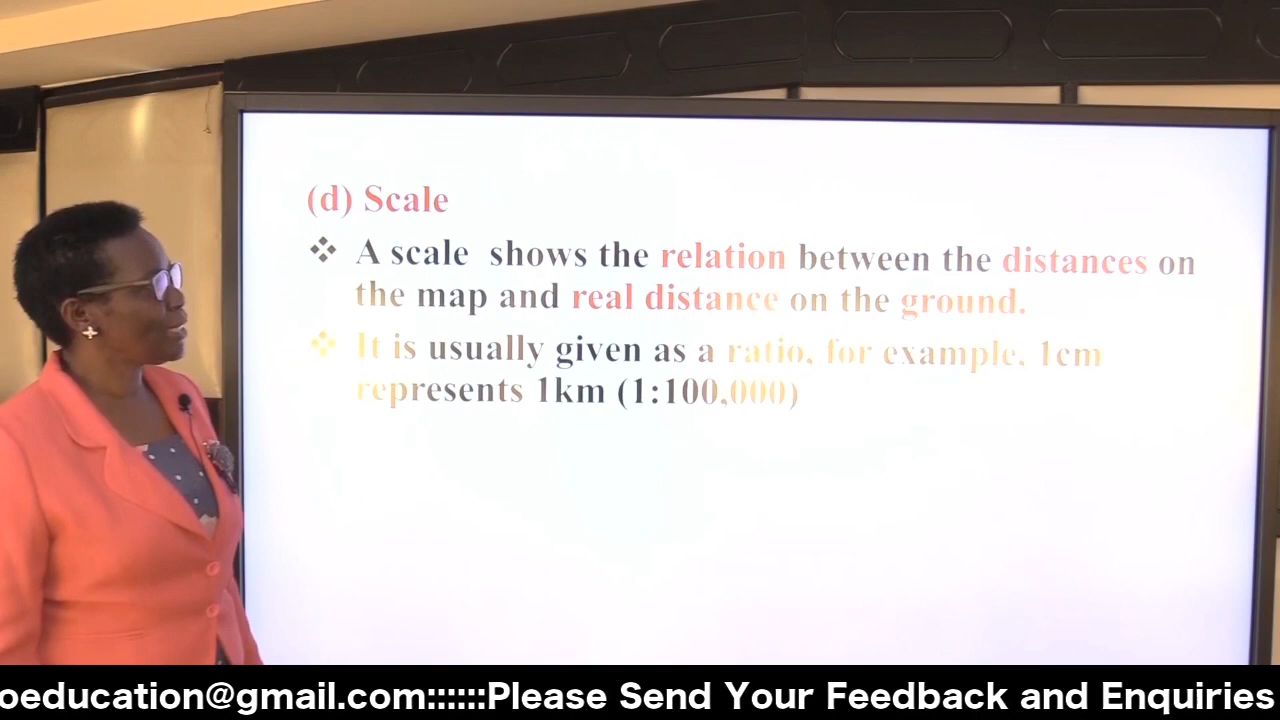 (d) Scale
❖ A scale shows the relation between the distances on
the map and real distance on the ground.
❖ It is usually given as a ratio, for example, 1cm
represents 1km (1:100,000)
oeducation@gmail.com::::::Please Send Your Feedback and Enquiries